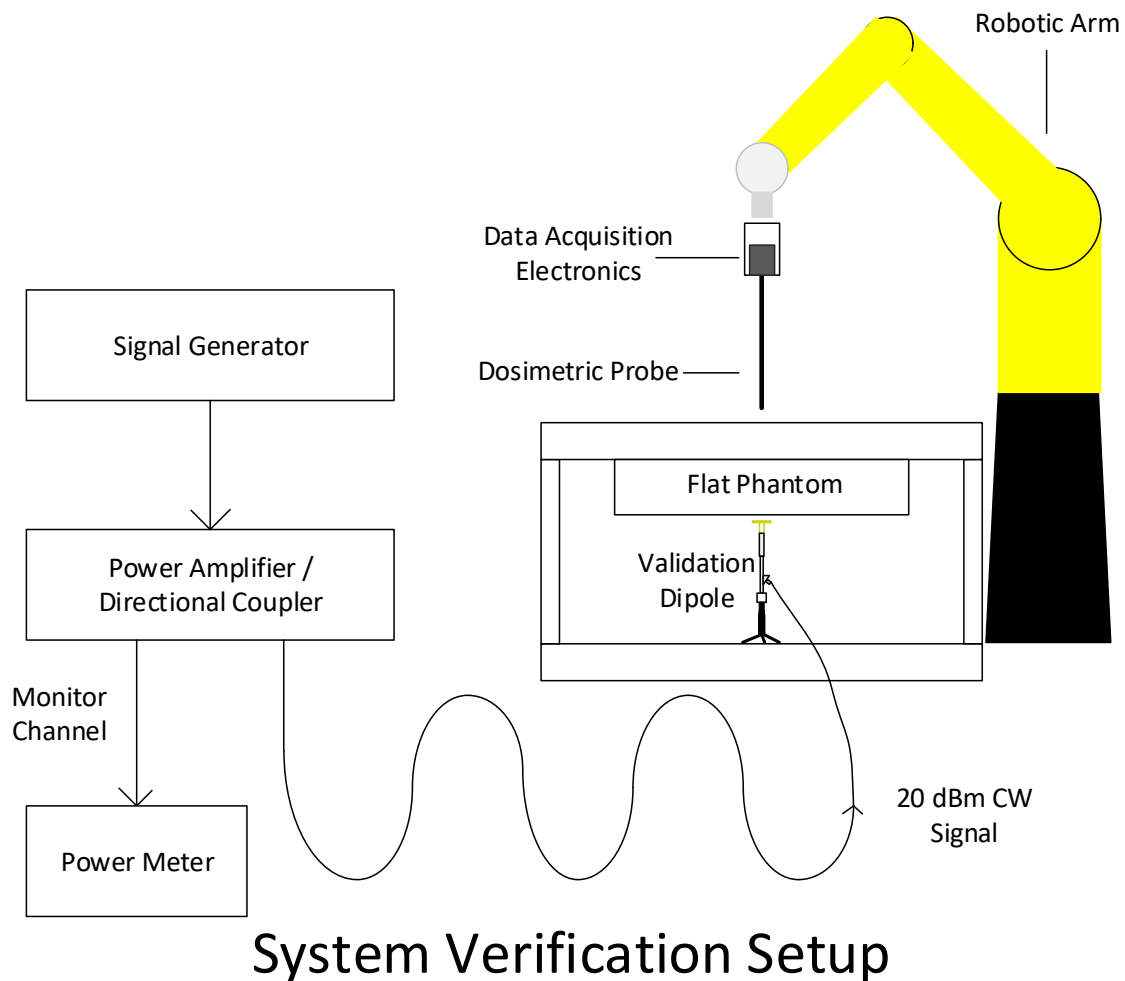 Robotic Arm
Data Acquisition
Electronics
Signal Generator
Dosimetric Probe
Flat Phantom
Power Amplifier /
Directional Coupler
Validation
Dipole
Monitor
Channel
20 dBm CW
Signal
Power Meter
System Verification Setup